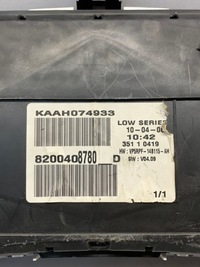 KAAH074933
LOW SERIES
10-04-06
10:42
351 1 0419
HW : VP5RPF-14B115-AH
SW : V04.09
8200408780 D
1/1